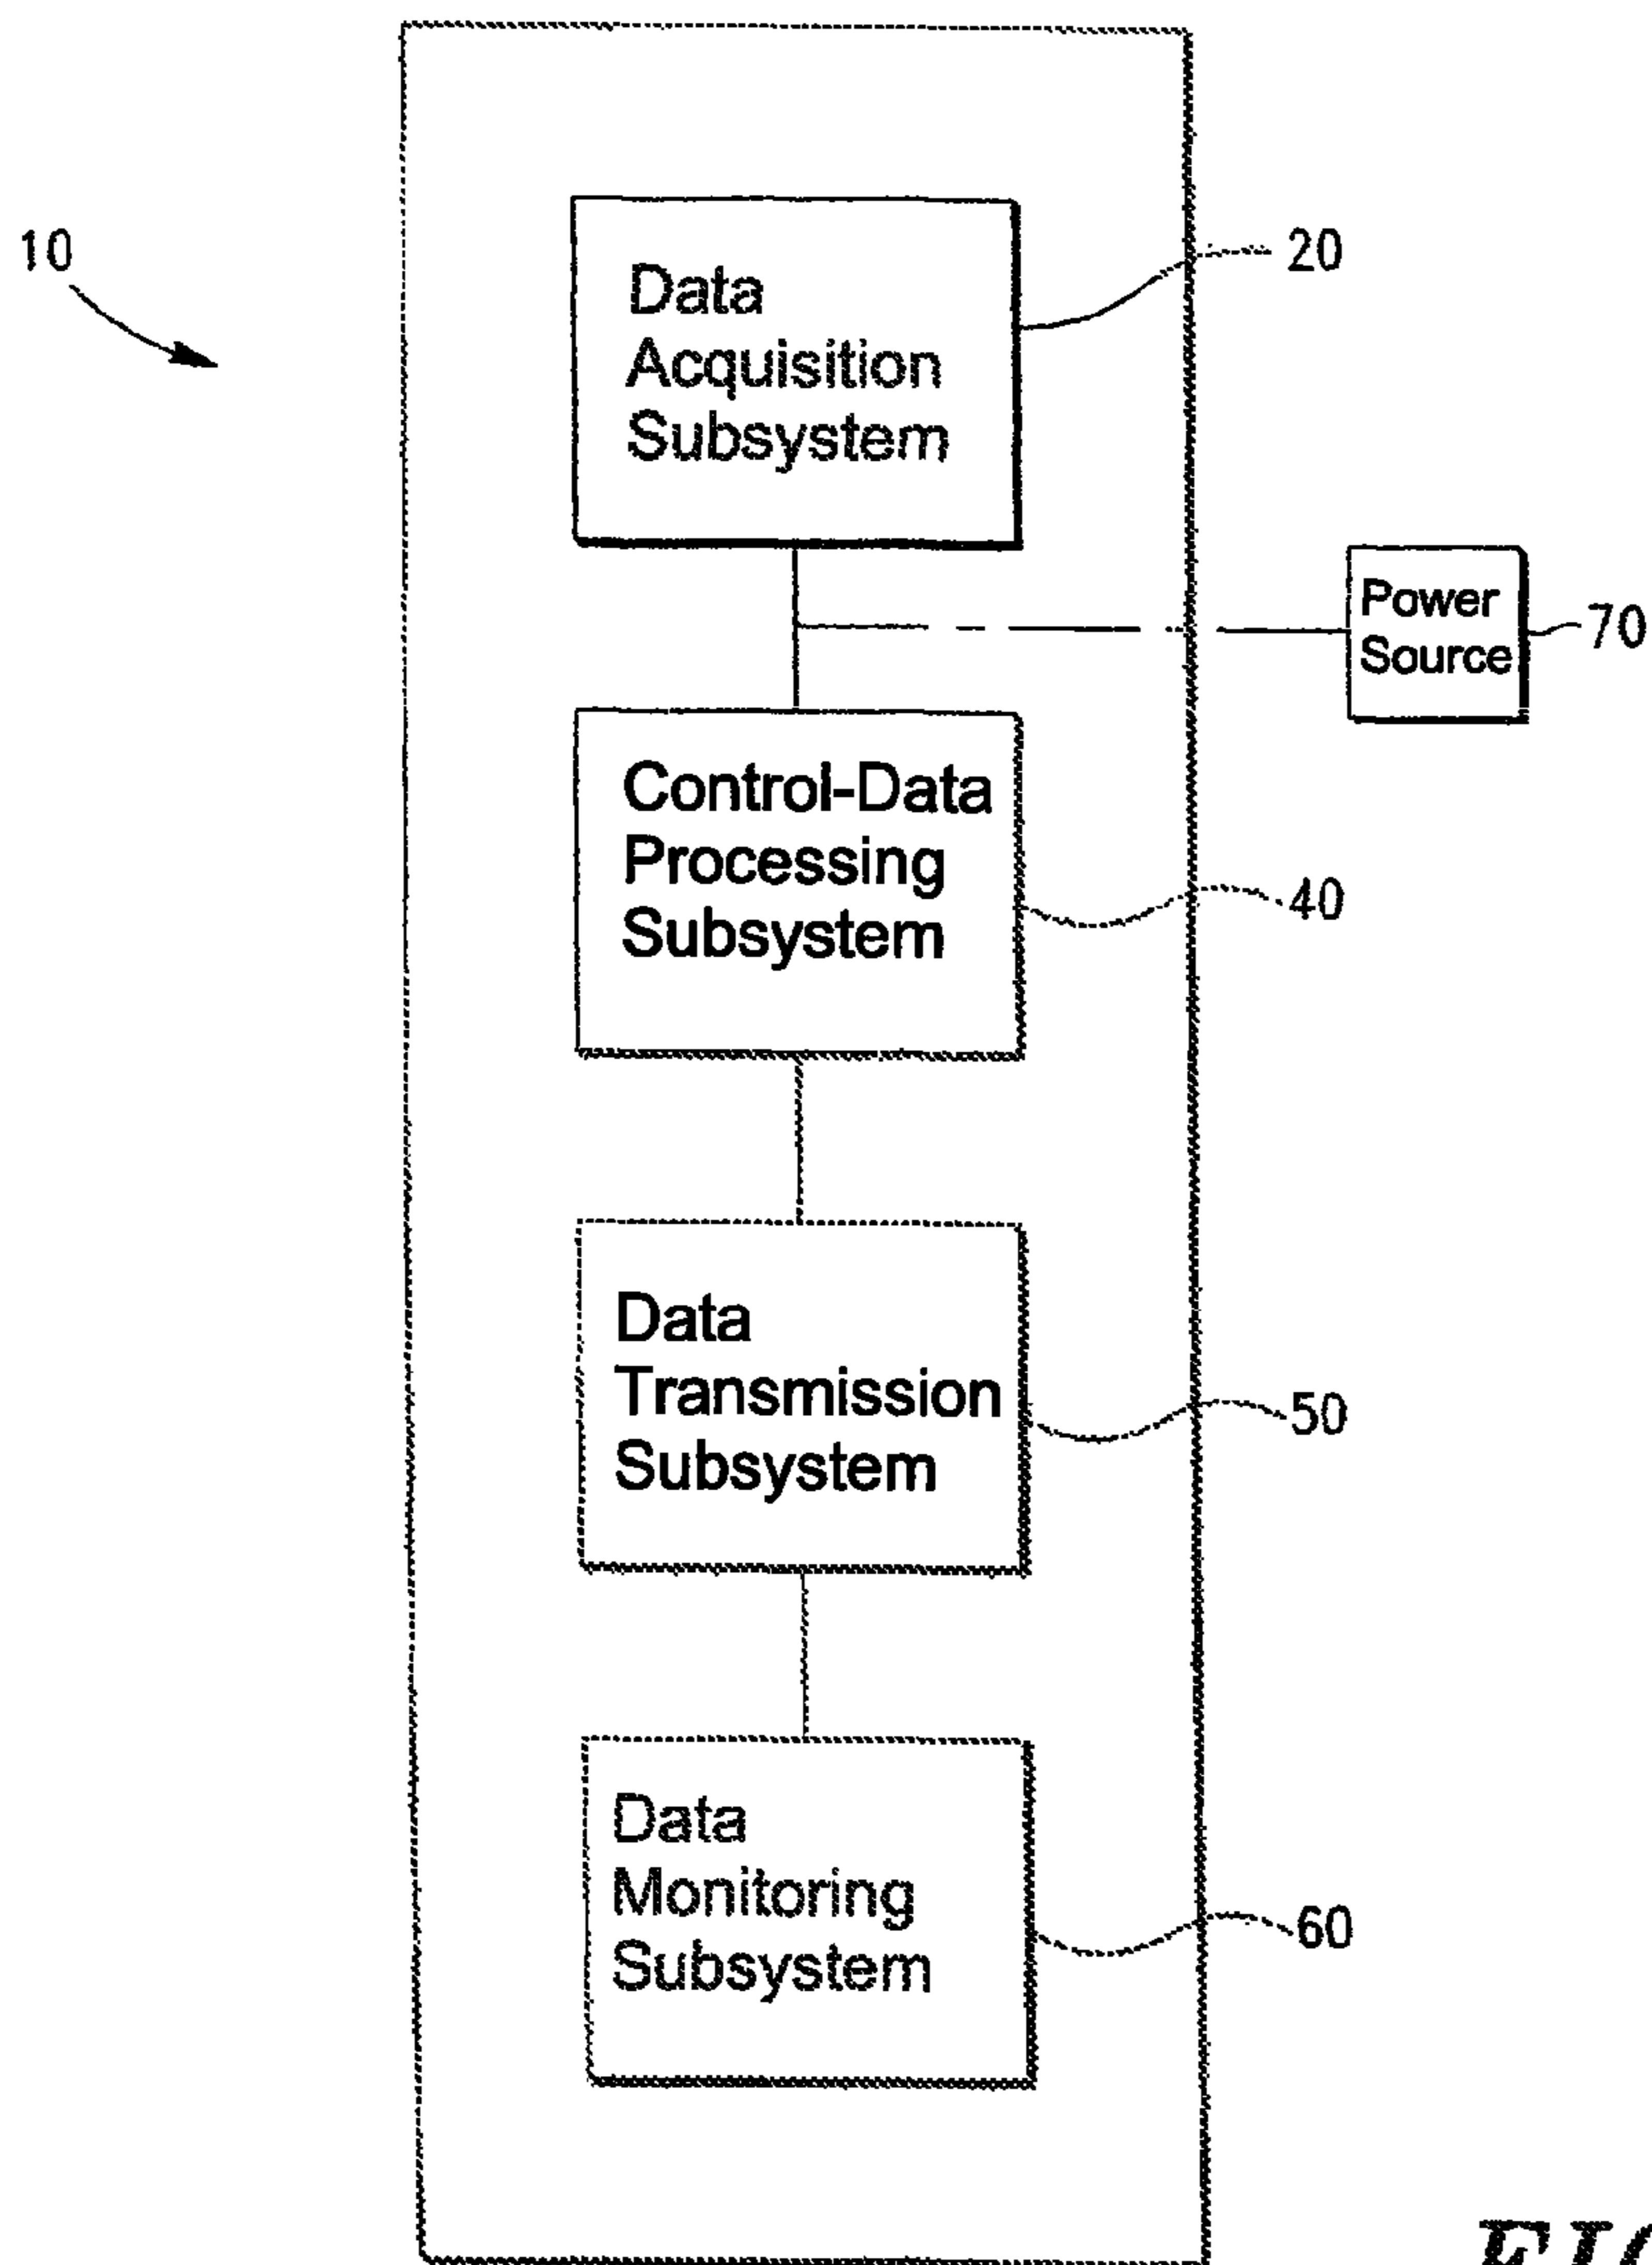 10
Data
Acquisition
Subsystem
20
Power
Source
70
Control-Data
Processing
Subsystem
40
Data
Transmission
Subsystem
50
Data
Monitoring
Subsystem
60